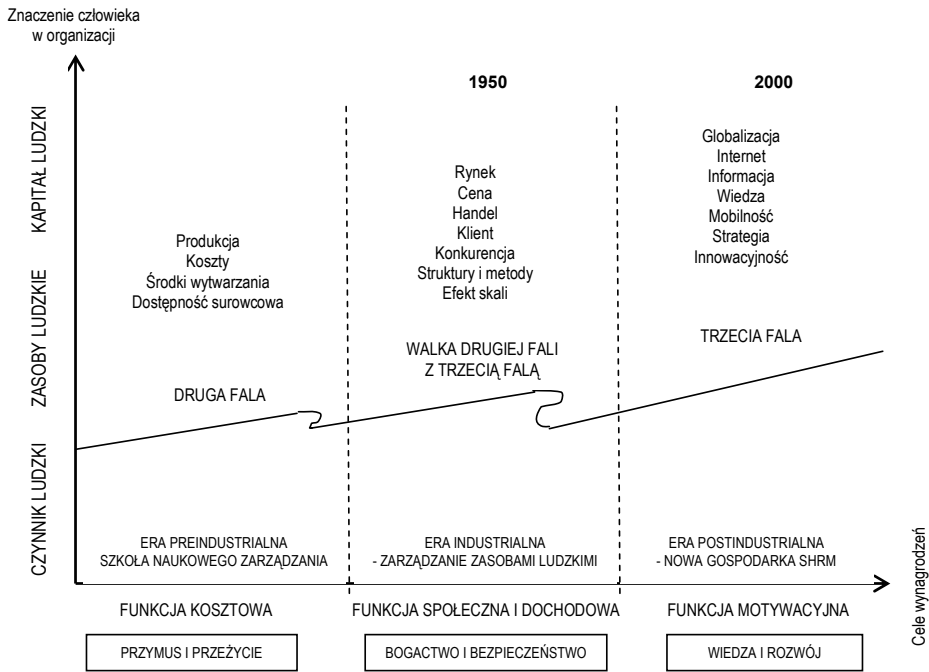 Znaczenie człowieka
w organizacji
1950
2000
KAPITAŁ LUDZKI
ZASOBY LUDZKIE
CZYNNIK LUDZKI
Produkcja
Koszty
Środki wytwarzania
Dostępność surowcowa
Rynek
Cena
Handel
Klient
Konkurencja
Struktury i metody
Efekt skali
Globalizacja
Internet
Informacja
Wiedza
Mobilność
Strategia
Innowacyjność
DRUGA FALA
WALKA DRUGIEJ FALI
Z TRZECIĄ FALĄ
TRZECIA FALA
ERA PREINDUSTRIALNA
SZKOŁA NAUKOWEGO ZARZĄDZANIA
ERA INDUSTRIALNA
- ZARZĄDZANIE ZASOBAMI LUDZKIMI
ERA POSTINDUSTRIALNA
- NOWA GOSPODARKA SHRM
Cele wynagrodzeń
FUNKCJA KOSZTOWA
FUNKCJA SPOŁECZNA I DOCHODOWA
FUNKCJA MOTYWACYJNA
PRZYMUS I PRZEŻYCIE
BOGACTWO I BEZPIECZEŃSTWO
WIEDZA I ROZWÓJ